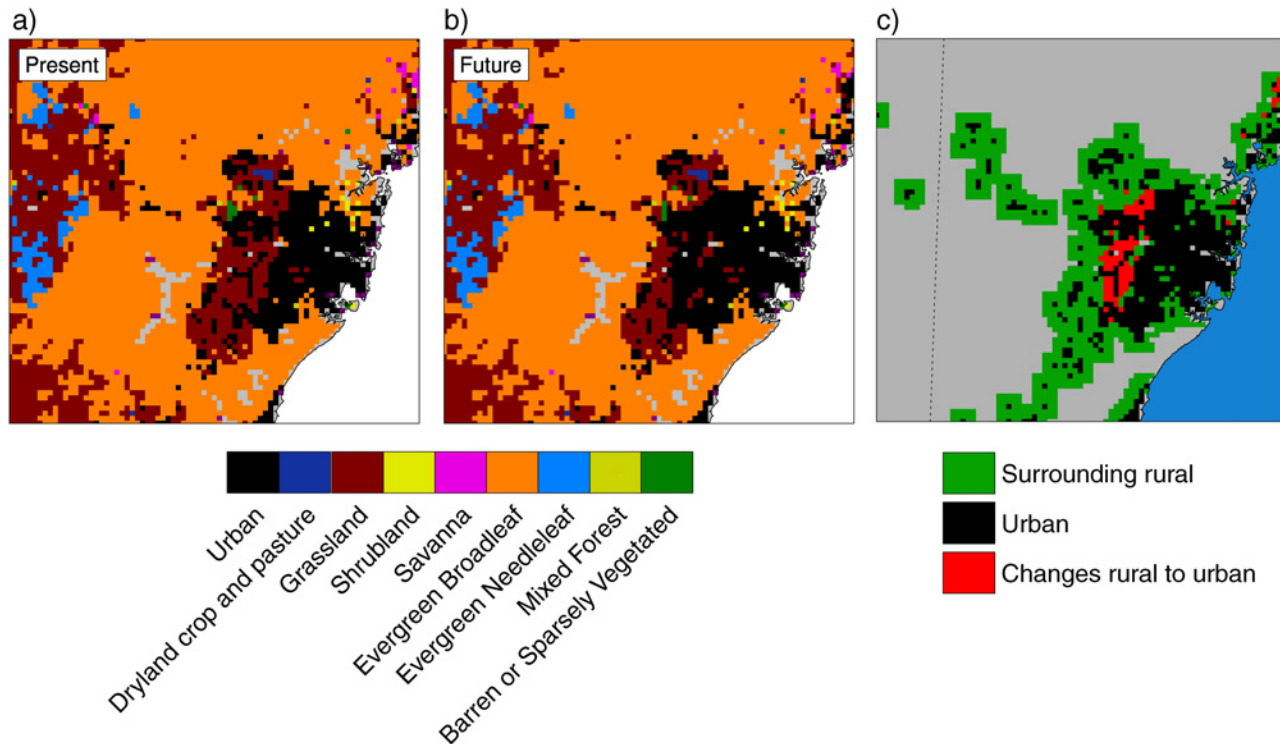 a)
b)
c)
Present
Future
Urban
Dryland crop and pasture
Grassland
Shrubland
Savanna
Evergreen Broadleaf
Evergreen Needleleaf
Mixed Forest
Barren or Sparsely Vegetated
Surrounding rural
Urban
Changes rural to urban